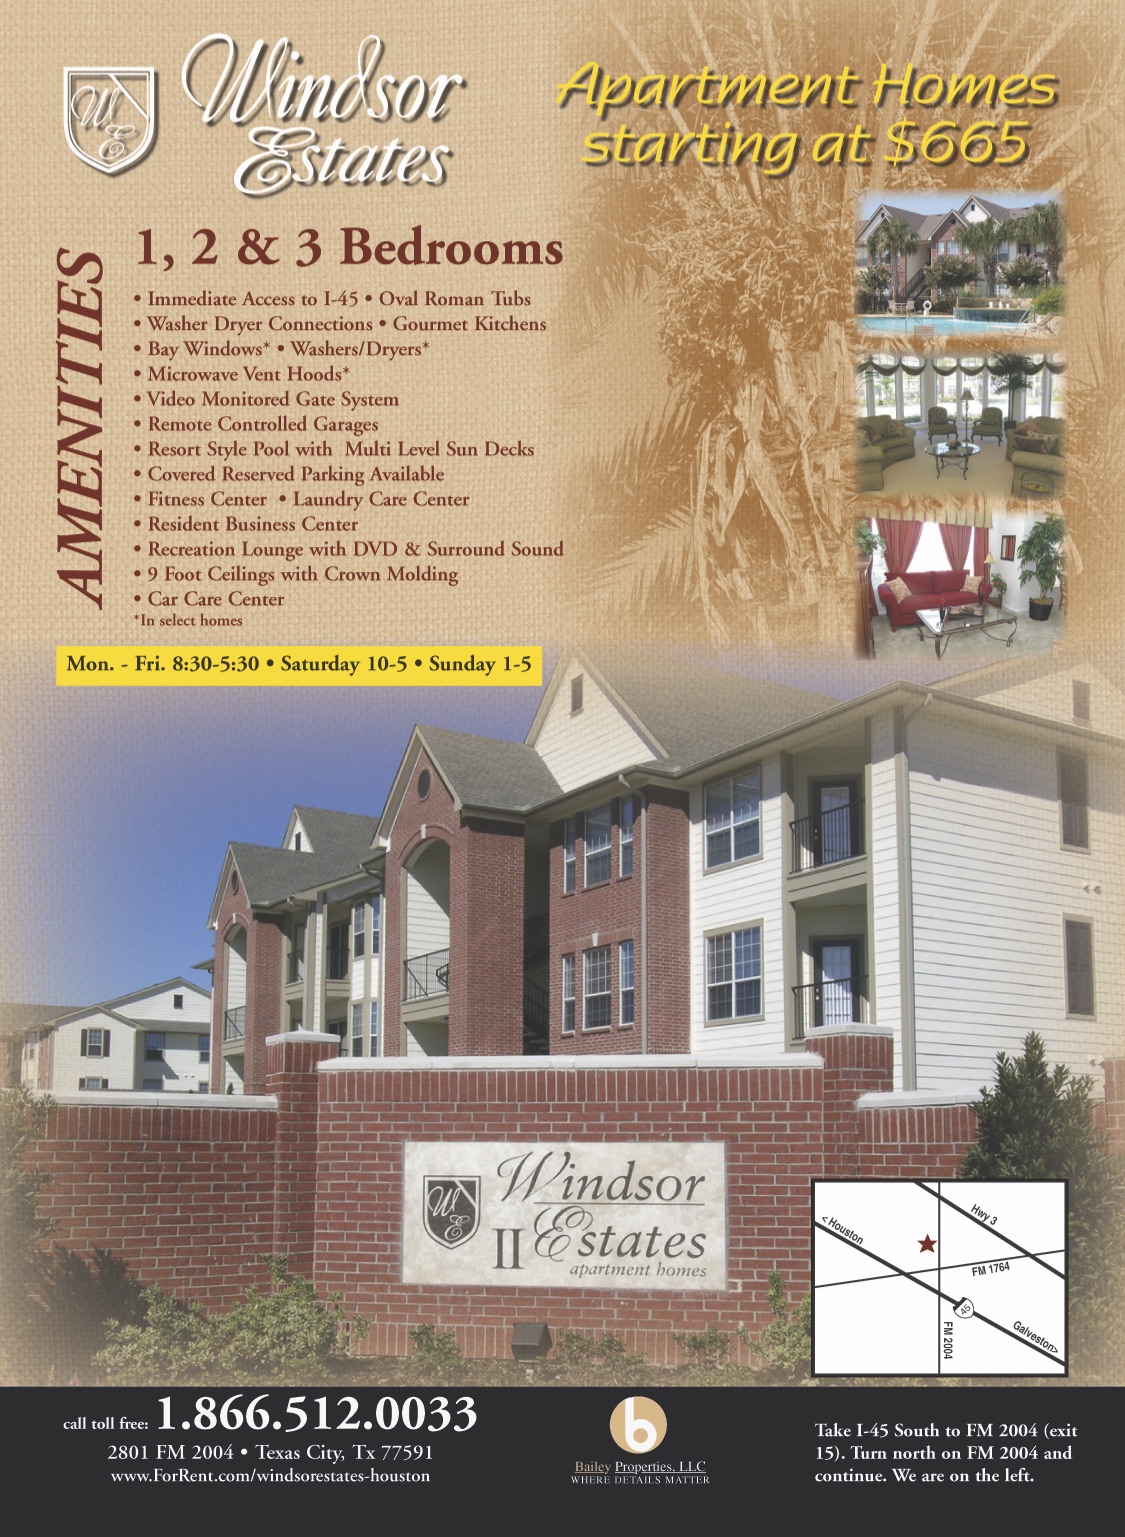 W
E
Windsor
Estates
Apartment Homes
starting at $665
AMENITIES
1, 2 & 3 Bedrooms
• Immediate Access to I-45 • Oval Roman Tubs
• Washer Dryer Connections • Gourmet Kitchens
• Bay Windows* • Washers/Dryers*
• Microwave Vent Hoods*
• Video Monitored Gate System
• Remote Controlled Garages
• Resort Style Pool with  Multi Level Sun Decks
• Covered Reserved Parking Available
• Fitness Center  • Laundry Care Center
• Resident Business Center
• Recreation Lounge with DVD & Surround Sound
• 9 Foot Ceilings with Crown Molding
• Car Care Center
*In select homes
Mon. - Fri. 8:30-5:30 • Saturday 10-5 • Sunday 1-5
W
E
Windsor
II Estates
apartment homes
< Houston
Hwy 3
FM 1764
45
FM 2004
Galveston>
call toll free: 1.866.512.0033
2801 FM 2004 • Texas City, Tx 77591
www.ForRent.com/windsorestates-houston
b
Bailey Properties, LLC
WHERE DETAILS MATTER
Take I-45 South to FM 2004 (exit
15). Turn north on FM 2004 and
continue. We are on the left.